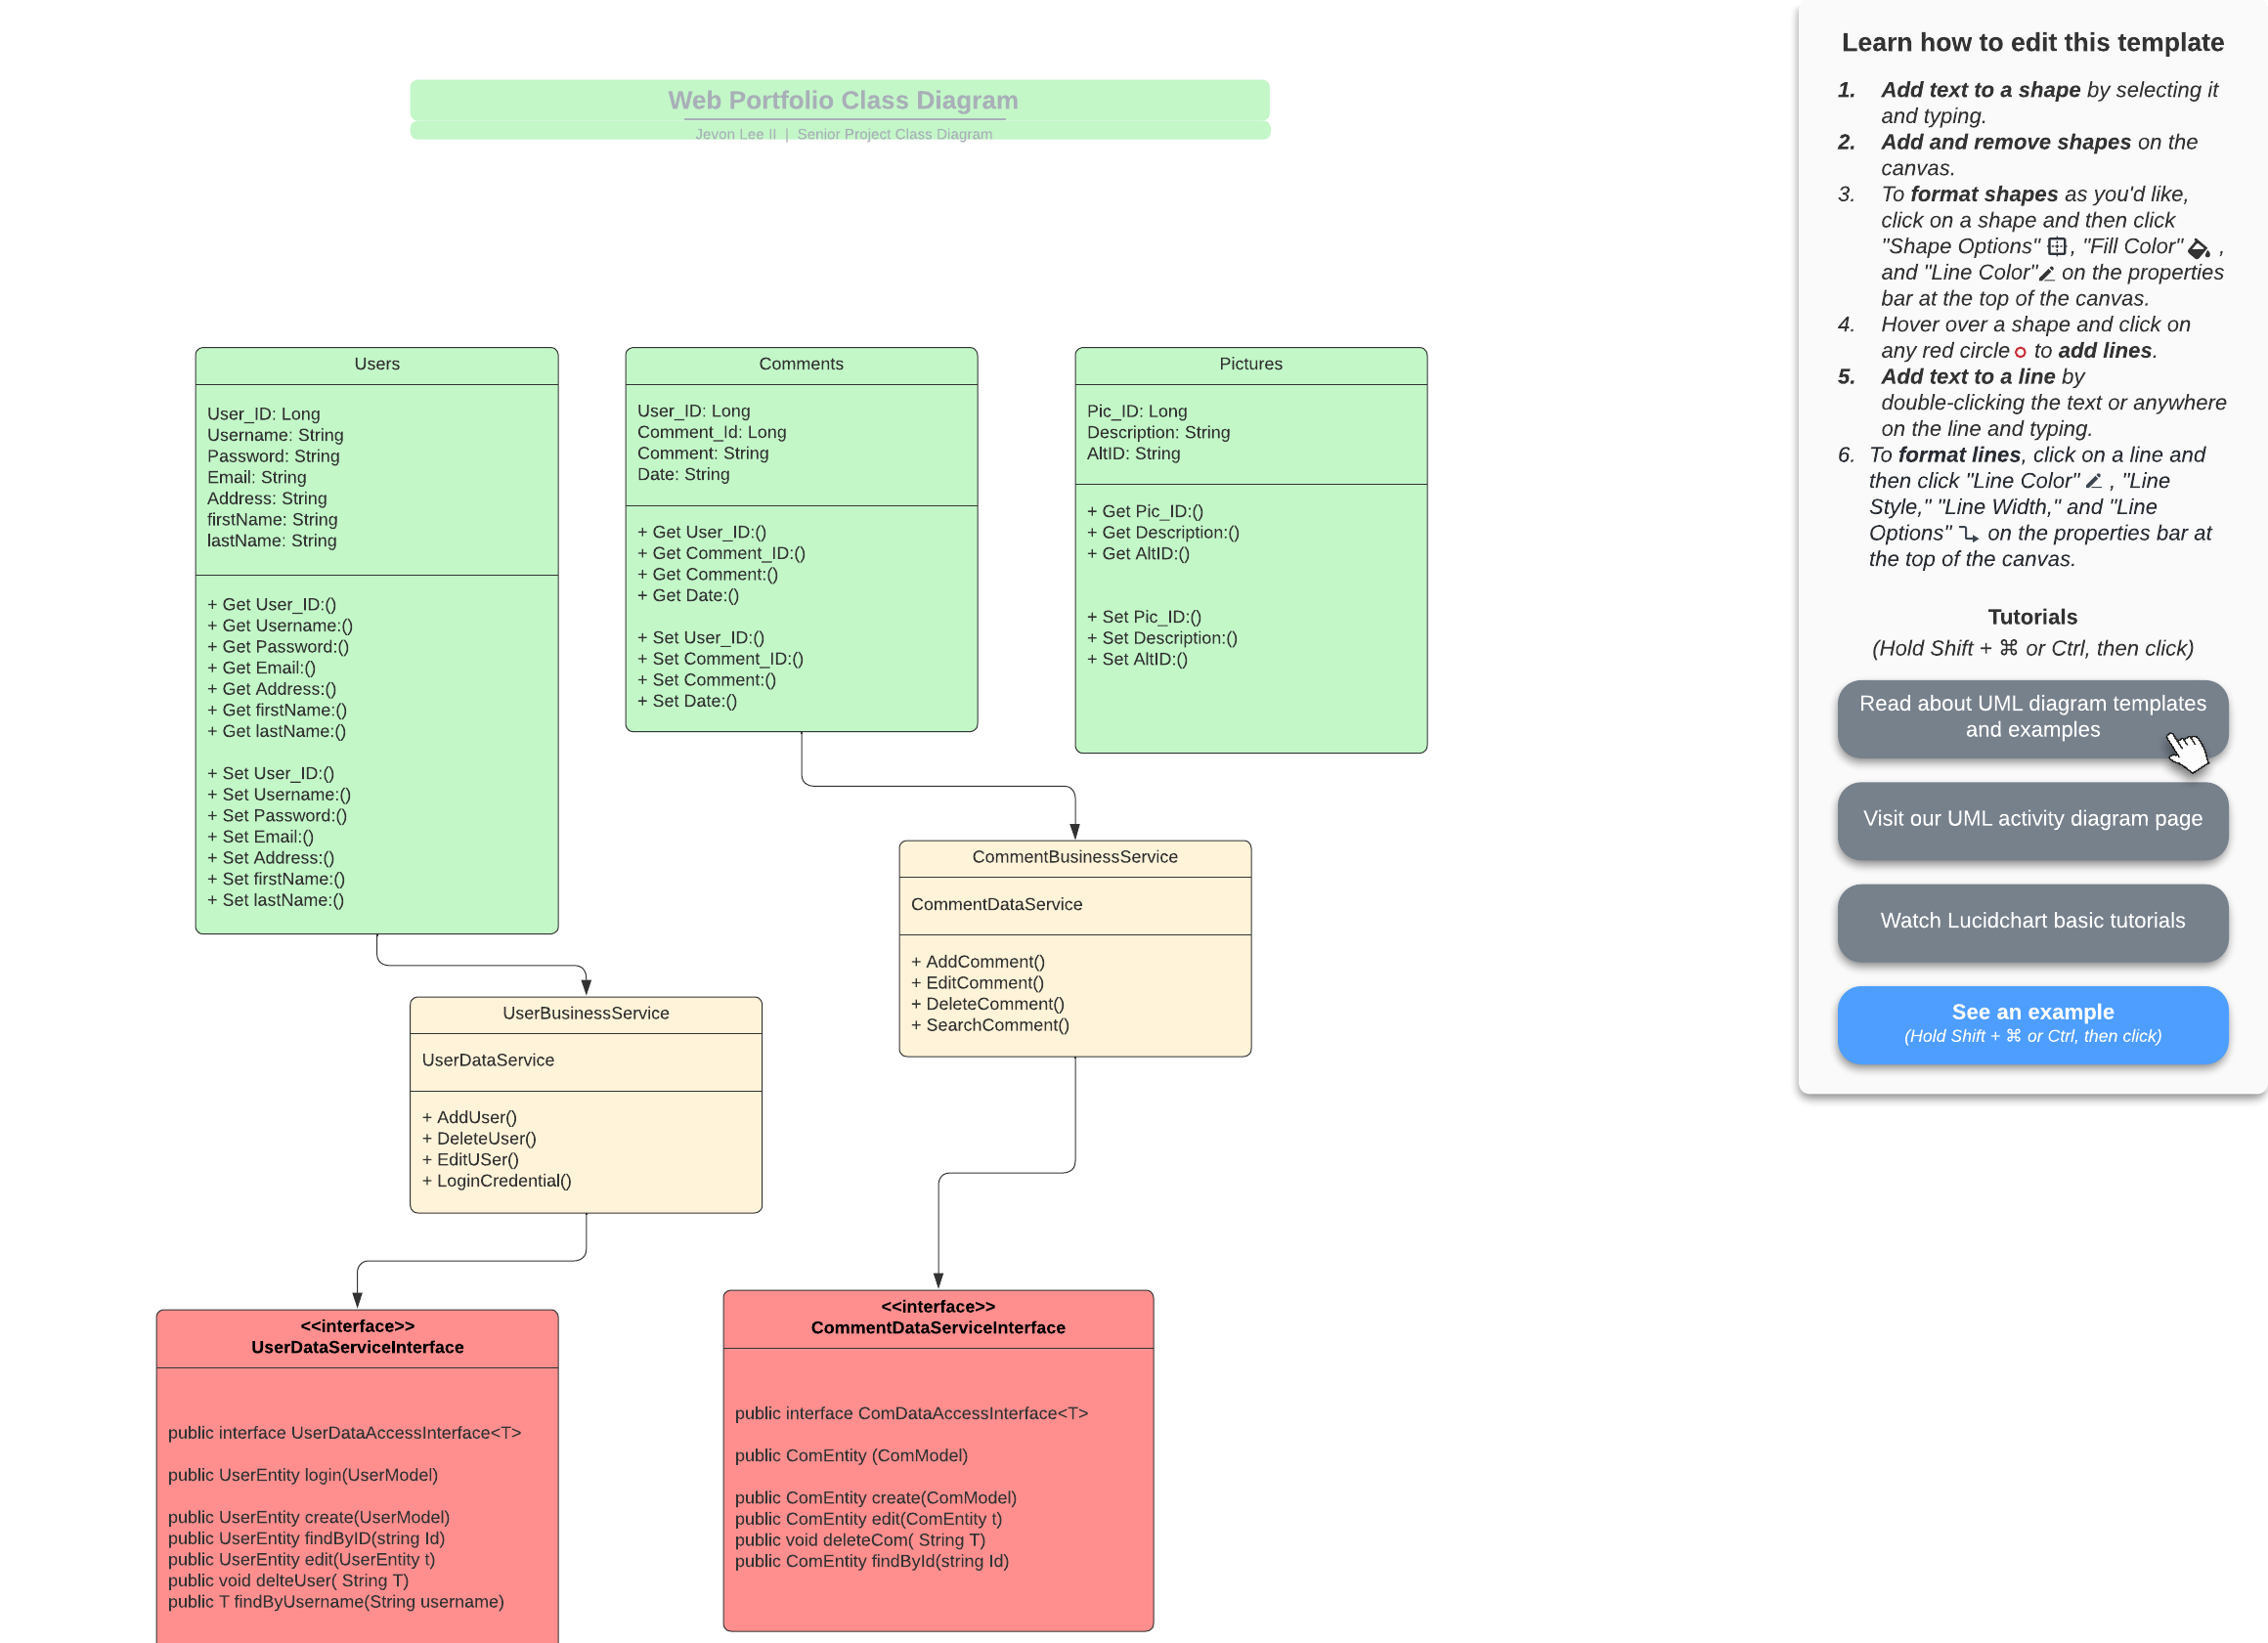 Web Portfolio Class Diagram
Jevon Lee II | Senior Project Class Diagram
Users
User_ID: Long
Username: String
Password: String
Email: String
Address: String
firstName: String
lastName: String
+ Get User_ID:()
+ Get Username:()
+ Get Password:()
+ Get Email:()
+ Get Address:()
+ Get firstName:()
+ Get lastName:()
+ Set User_ID:()
+ Set Username:()
+ Set Password:()
+ Set Email:()
+ Set Address:()
+ Set firstName:()
+ Set lastName:()
Comments
User_ID: Long
Comment_Id: Long
Comment: String
Date: String
+ Get User_ID:()
+ Get Comment_ID:()
+ Get Comment:()
+ Get Date:()
+ Set User_ID:()
+ Set Comment_ID:()
+ Set Comment:()
+ Set Date:()
Pictures
Pic_ID: Long
Description: String
AltID: String
+ Get Pic_ID:()
+ Get Description:()
+ Get AltID:()
+ Set Pic_ID:()
+ Set Description:()
+ Set AltID:()
CommentBusinessService
CommentDataService
+ AddComment()
+ EditComment()
+ DeleteComment()
+ SearchComment()
UserBusinessService
UserDataService
+ AddUser()
+ DeleteUser()
+ EditUSer()
+ LoginCredential()
<<interface>>
UserDataServiceInterface
public interface UserDataAccessInterface<T>
public UserEntity login(UserModel)
public UserEntity create(UserModel)
public UserEntity findByID(string Id)
public UserEntity edit(UserEntity t)
public void delteUser( String T)
public T findByUsername(String username)
<<interface>>
CommentDataServiceInterface
public interface ComDataAccessInterface<T>
public ComEntity (ComModel)
public ComEntity create(ComModel)
public ComEntity edit(ComEntity t)
public void deleteCom( String T)
public ComEntity findById(string Id)
Learn how to edit this template
1. Add text to a shape by selecting it
and typing.
2. Add and remove shapes on the
canvas.
3. To format shapes as you'd like,
click on a shape and then click
"Shape Options" , "Fill Color" ,
and "Line Color" on the properties
bar at the top of the canvas.
4. Hover over a shape and click on
any red circle to add lines.
5. Add text to a line by
double-clicking the text or anywhere
on the line and typing.
6. To format lines, click on a line and
then click "Line Color" , "Line
Style," "Line Width," and "Line
Options" on the properties bar at
the top of the canvas.
Tutorials
(Hold Shift + ⌘ or Ctrl, then click)
Read about UML diagram templates
and examples
Visit our UML activity diagram page
Watch Lucidchart basic tutorials
See an example
(Hold Shift + ⌘ or Ctrl, then click)